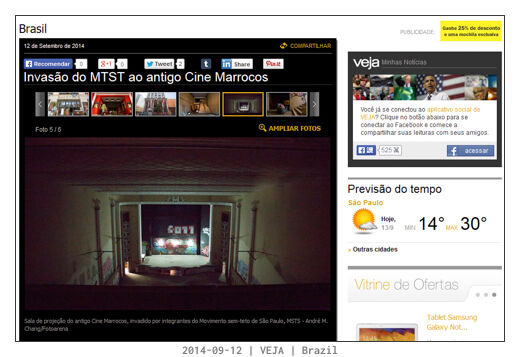 Brasil
PUBLICIDADE
Ganhe 25% de desconto
e uma mochila exclusiva
12 de Setembro de 2014
COMPARTILHAR
Recomendar 0
+1 0
Tweet 2
Share
Pin it
Invasão do MTST ao antigo Cine Marrocos
Foto 5 / 6
AMPLIAR FOTOS
Sala de projeção do antigo Cine Marrocos, invadido por integrantes do Movimento sem-teto de São Paulo, MSTS - André M.
Chang/Fotoarena
veja Minhas Notícias
Você já se conectou ao aplicativo social de
VEJA? Clique no botão abaixo para se
conectar ao Facebook e comece a
compartilhar suas leituras com seus amigos.
525
acessar
Previsão do tempo
São Paulo
Hoje,
13/9
MIN 14° MAX 30°
Outras cidades
Vitrine de Ofertas
Tablet Samsung
Galaxy Not...
2014-09-12 | VEJA | Brazil